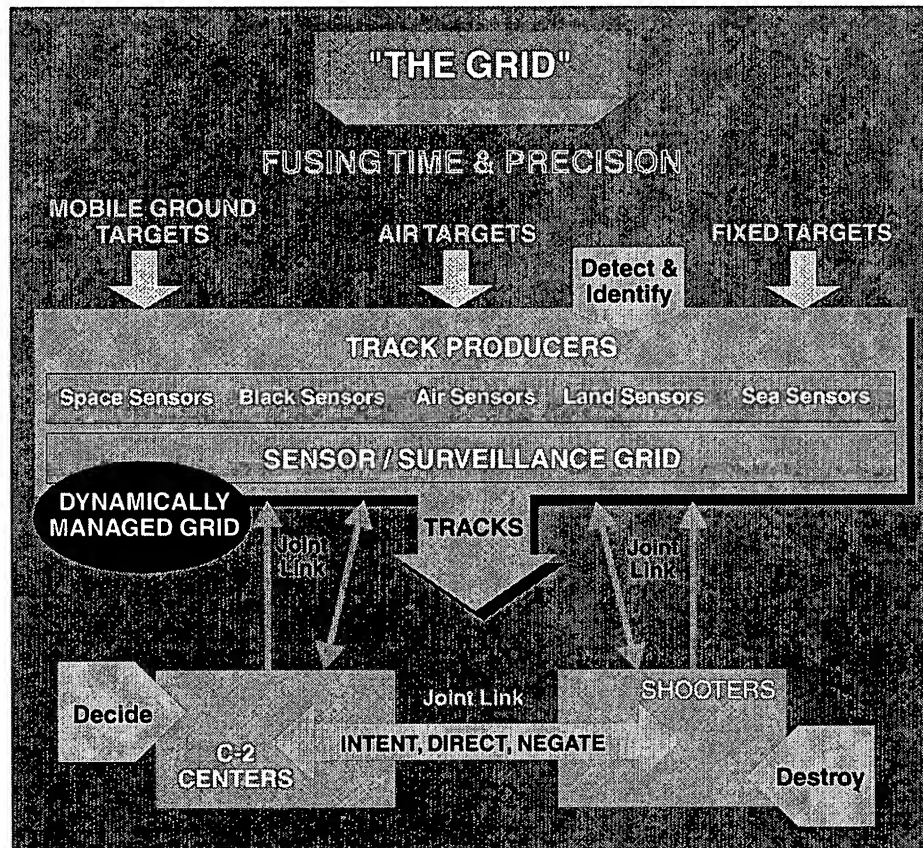 "THE GRID"
FUSING TIME & PRECISION
MOBILE GROUND
TARGETS
AIR TARGETS
FIXED TARGETS
Detect &
Identify
TRACK PRODUCERS
Space Sensors
Black Sensors
Air Sensors
Land Sensors
Sea Sensors
SENSOR / SURVEILLANCE GRID
DYNAMICALLY
MANAGED GRID
TRACKS
Joint
Link
Joint
Link
Decide
C-2
CENTERS
Joint Link
INTENT, DIRECT, NEGATE
SHOOTERS
Destroy